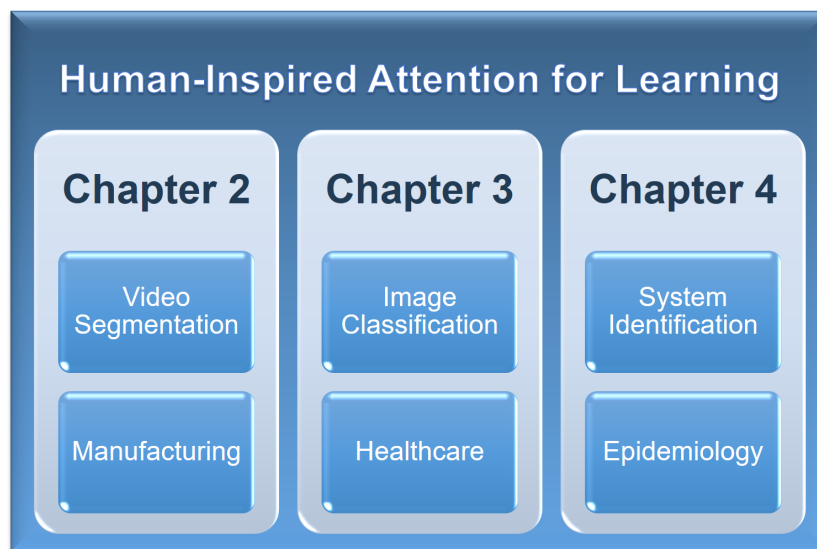 Human-Inspired Attention for Learning
Chapter 2
Video
Segmentation
Manufacturing
Chapter 3
Image
Classification
Healthcare
Chapter 4
System
Identification
Epidemiology